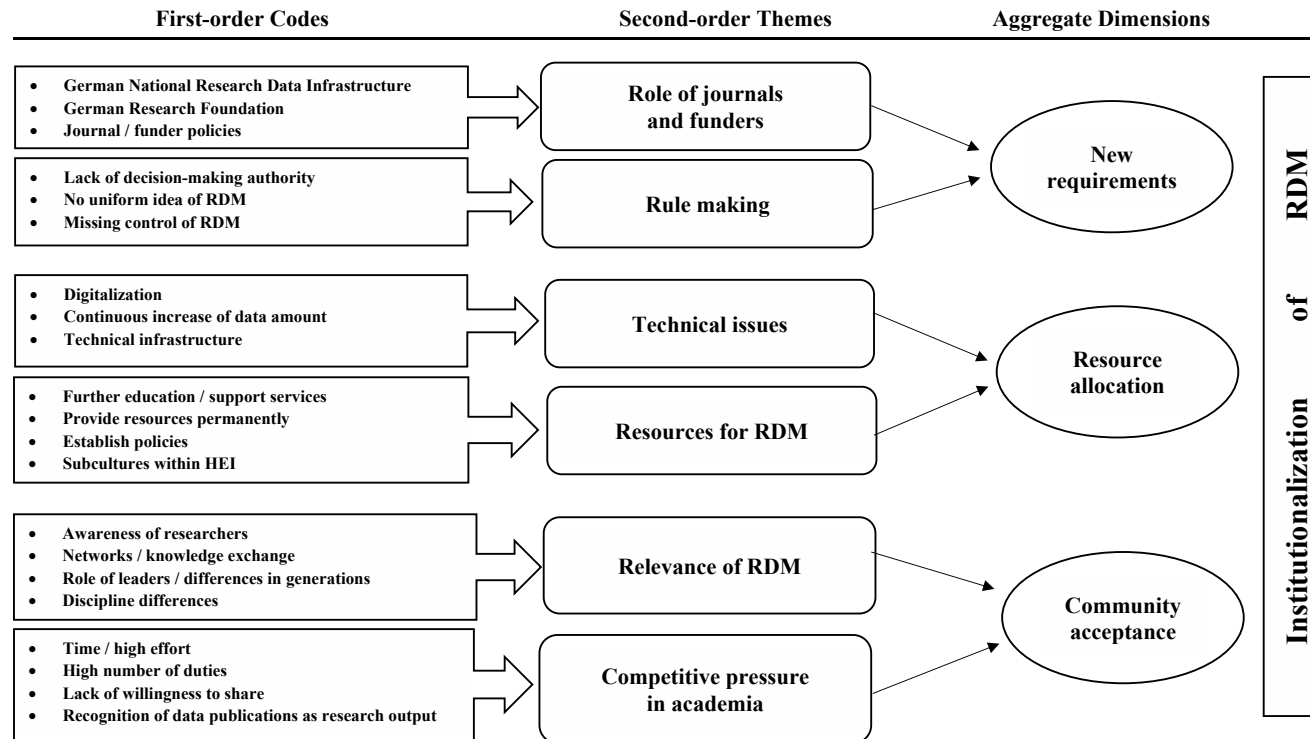 First-order Codes
Second-order Themes
Aggregate Dimensions
• German National Research Data Infrastructure
• German Research Foundation
• Journal / funder policies
Role of journals
and funders
• Lack of decision-making authority
• No uniform idea of RDM
• Missing control of RDM
Rule making
New
requirements
• Digitalization
• Continuous increase of data amount
• Technical infrastructure
Technical issues
• Further education / support services
• Provide resources permanently
• Establish policies
• Subcultures within HEI
Resources for RDM
Resource
allocation
• Awareness of researchers
• Networks / knowledge exchange
• Role of leaders / differences in generations
• Discipline differences
Relevance of RDM
• Time / high effort
• High number of duties
• Lack of willingness to share
• Recognition of data publications as research output
Competitive pressure
in academia
Community
acceptance
Institutionalization of RDM